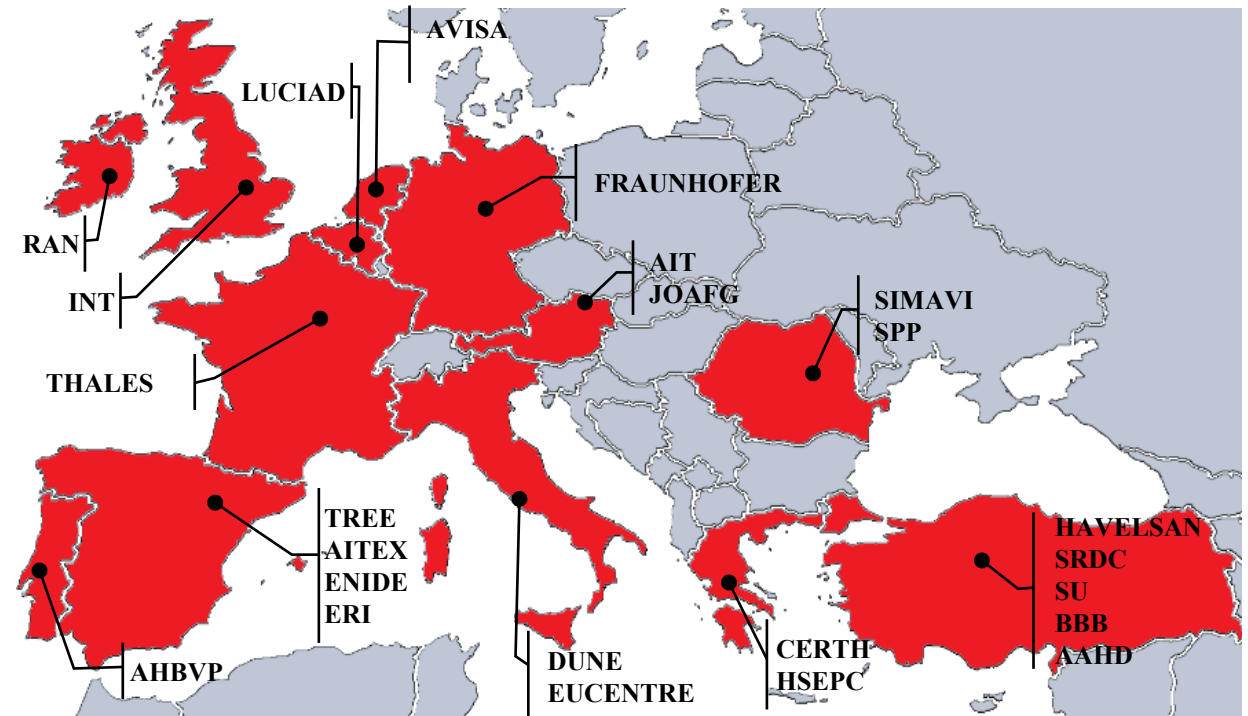 AVISA
LUCIAD
FRAUNHOFER
RAN
AIT
JOAFG
INT
SIMAVI
SPP
THALES
TREE
AITEX
ENIDE
ERI
HAVELSAN
SRDC
SU
BBB
AAHD
AHBVP
DUNE
EUCENTRE
CERTH
HSEPC